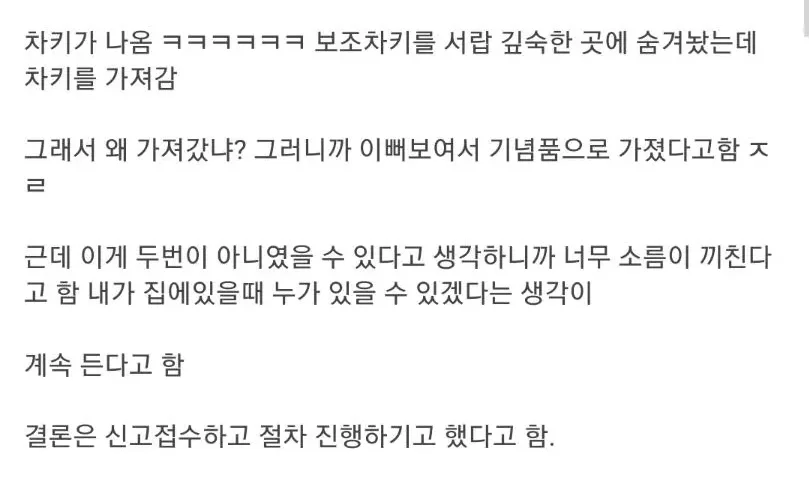 차키가 나옴 ㅋㅋㅋㅋㅋㅋ 보조차키를 서랍 깊숙한 곳에 숨겨놨는데
차키를 가져감
그래서 왜 가져갔냐? 그러니까 이뻐보여서 기념품으로 가졌다고함 ㅈ
ㄹ
근데 이게 두번이 아니였을 수 있다고 생각하니까 너무 소름이 끼친다
고 함 내가 집에있을때 누가 있을 수 있겠다는 생각이
계속 든다고 함
결론은 신고접수하고 절차 진행하기고 했다고 함.